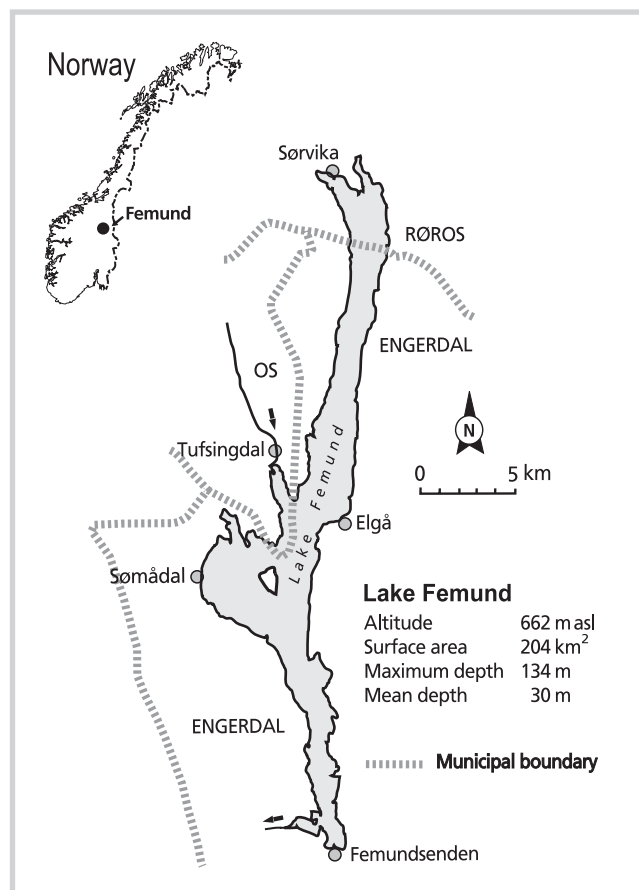 Norway
Femund
Sørvika
RØROS
ENGERDAL
OS
N
Tufsingdal
0 5 km
Lake Femund
Elgå
Sømådal
Lake Femund
Altitude 662 m asl
Surface area 204 km²
Maximum depth 134 m
Mean depth 30 m
ENGERDAL
Municipal boundary
Femundsenden